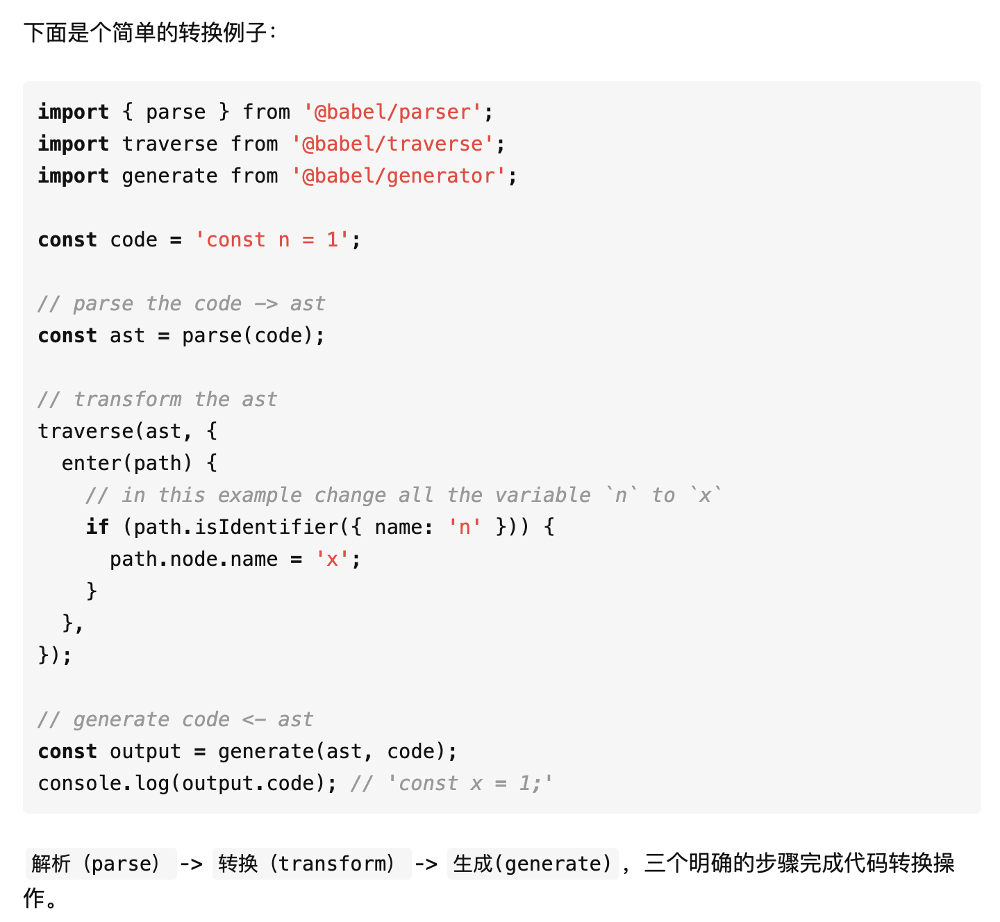 下面是个简单的转换例子：
import { parse } from '@babel/parser';
import traverse from '@babel/traverse';
import generate from '@babel/generator';
const code = 'const n = 1';
// parse the code -> ast
const ast = parse(code);
// transform the ast
traverse(ast, {
  enter(path) {
    // in this example change all the variable `n` to `x`
    if (path.isIdentifier({ name: 'n' })) {
      path.node.name = 'x';
    }
  },
});
// generate code <- ast
const output = generate(ast, code);
console.log(output.code); // 'const x = 1;'
解析（parse） -> 转换（transform） -> 生成(generate) ，三个明确的步骤完成代码转换操
作。